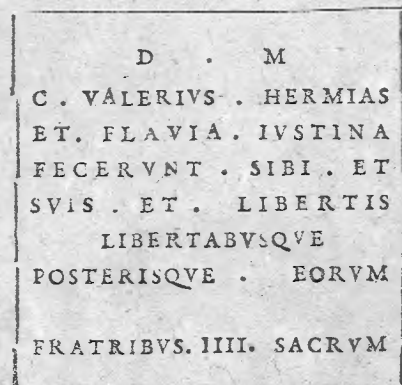 D . M
C . VALERIVS . HERMIAS
ET. FLAVIA . IVSTINA
FECERVNT . SIBI . ET
SVIS . ET . LIBERTIS
LIBERTABVSQVE
POSTERISQVE . EORVM
FRATRIBVS. IIII. SACRVM